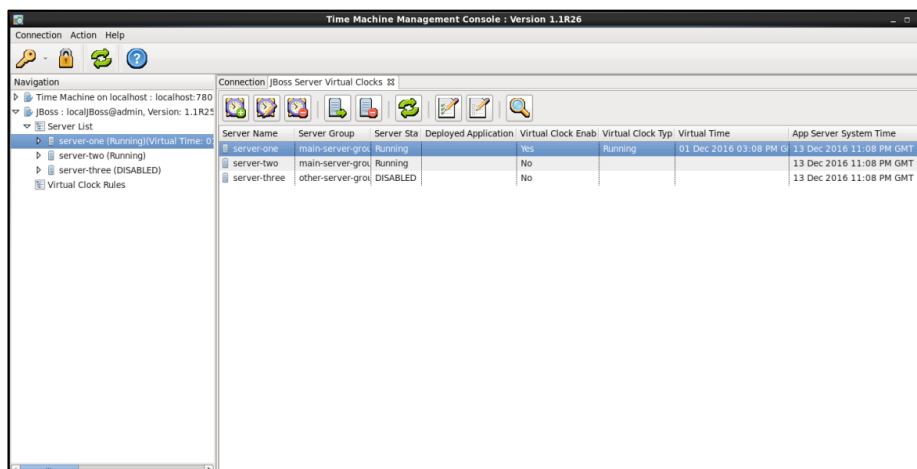 Time Machine Management Console : Version 1.1R26
Connection Action Help
Navigation
Time Machine on localhost : localhost:780
JBoss : localJBoss@admin, Version: 1.1R25
Server List
server-one (Running)(Virtual Time: 0
server-two (Running)
server-three (DISABLED)
Virtual Clock Rules
Connection JBoss Server Virtual Clocks
Server Name Server Group Server Sta Deployed Application Virtual Clock Enab Virtual Clock Typ Virtual Time App Server System Time
server-one main-server-grou Running Yes Running 01 Dec 2016 03:08 PM G 13 Dec 2016 11:08 PM GMT
server-two main-server-grou Running No 13 Dec 2016 11:08 PM GMT
server-three other-server-grou DISABLED No 13 Dec 2016 11:08 PM GMT